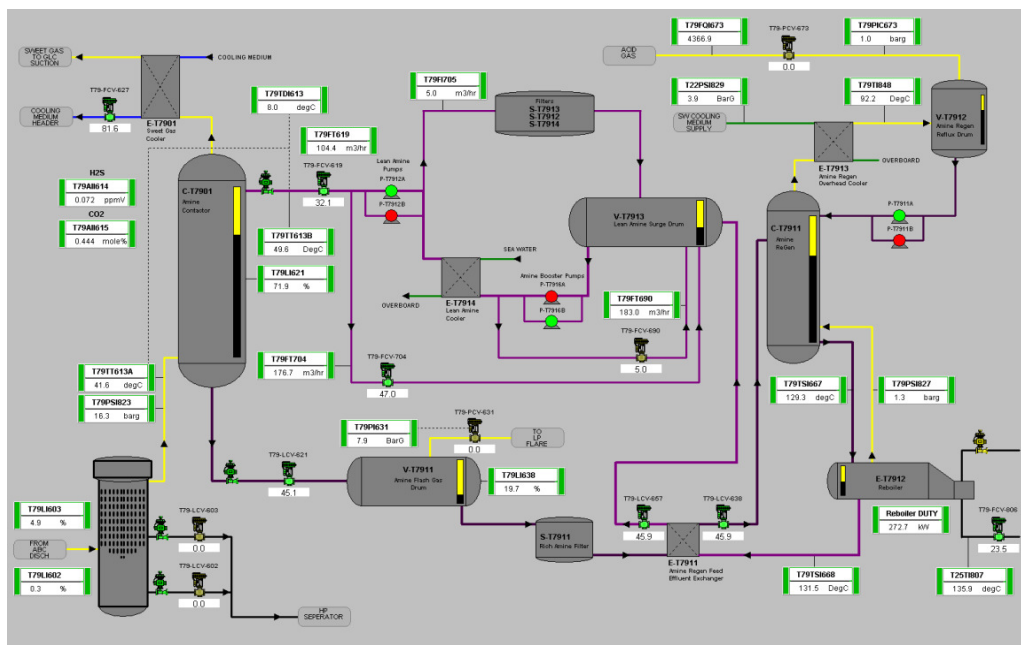 SWEET GAS
TO GLC
SUCTION
COOLING MEDIUM
T79-FCV-627
81.6
COOLING
MEDIUM
HEADER
E-T7901
Sweet Gas
Cooler
T79TDI613
8.0 degC
T79FT619
104.4 m3/hr
T79FI705
5.0 m3/hr
Filters
S-T7913
S-T7912
S-T7914
T79FQI673
4366.9
T79-PCV-673
0.0
T79PIC673
1.0 barg
ACID
GAS
T22PSI829
3.9 BarG
T79TI848
92.2 DegC
SW COOLING
MEDIUM
SUPPLY
V-T7912
Amine Regen
Reflux Drum
E-T7913
Amine Regen
Overhead Cooler
OVERBOARD
H2S
T79AII614
0.072 ppmV
CO2
T79AII615
0.444 mole%
C-T7901
Amine
Contactor
T79-FCV-619
32.1
Lean Amine
Pumps
P-T7912A
P-T7912B
V-T7913
Lean Amine Surge Drum
P-T7911A
P-T7911B
C-T7911
Amine
ReGen
T79TT613B
49.6 DegC
T79LI621
71.9 %
SEA WATER
OVERBOARD
E-T7914
Lean Amine
Cooler
Amine Booster Pumps
P-T7916A
P-T7916B
T79FT690
183.0 m3/hr
T79-FCV-690
5.0
T79TT613A
41.6 degC
T79PSI823
16.3 barg
T79FT704
176.7 m3/hr
T79-FCV-704
47.0
T79TSI667
129.3 degC
T79PSI827
1.3 barg
T79-PCV-631
0.0
T79PI631
7.9 BarG
TO
LP
FLARE
T79-LCV-621
45.1
V-T7911
Amine Flash Gas
Drum
T79LI638
19.7 %
E-T7912
Reboiler
T79LI603
4.9 %
T79-LCV-603
0.0
FROM
ABC
DISCH
T79LI602
0.3 %
T79-LCV-602
0.0
HP
SEPERATOR
S-T7911
Rich Amine Filter
T79-LCV-657
45.9
T79-LCV-638
45.9
E-T7911
Amine Regen Feed
Effluent Exchanger
Reboiler DUTY
272.7 kW
T79-FCV-806
23.5
T79TSI668
131.5 degC
T25TI807
135.9 degC